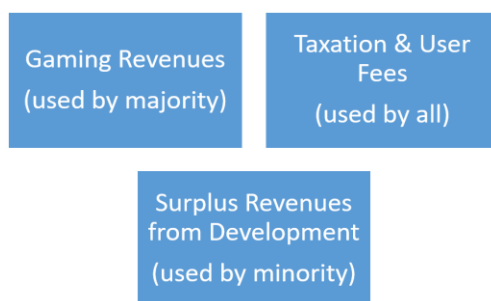 Gaming Revenues
(used by majority)
Taxation & User
Fees
(used by all)
Surplus Revenues
from Development
(used by minority)